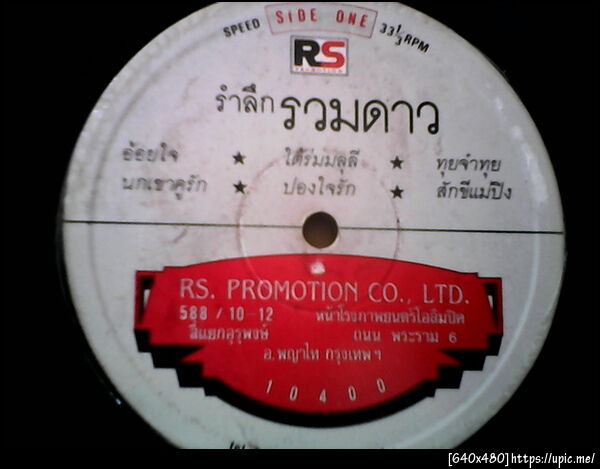 SPEED SIDE ONE 33 1/3 RPM
RS
PROMOTION
รำลึก รวมดาว
อ้อยใจ ★ ใต้ร่มมลุลี ★ ทุยจ๋าทุย
นกเขาคูรัก ★ ปองใจรัก ★ สักขีแม่ปิง
RS. PROMOTION CO., LTD.
588 / 10-12 หน้าโรงภาพยนตร์โอลิมปิค
สี่แยกอุรุพงษ์ ถนน พระราม 6
อ.พญาไท กรุงเทพฯ
10400
[640x480]https://upic.me/